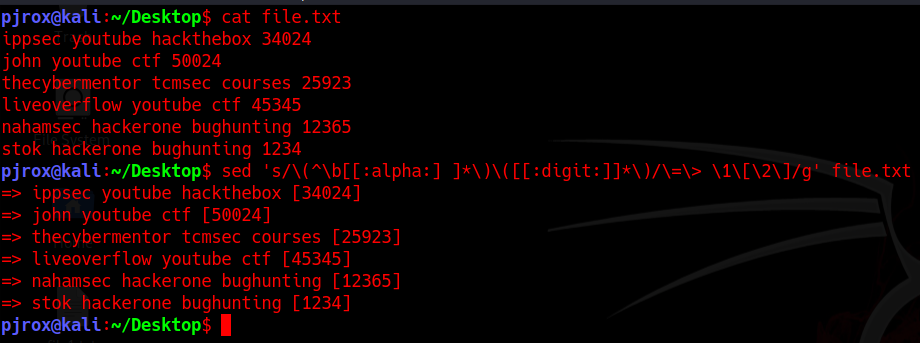 pjrox@kali:~/Desktop$ cat file.txt
ippsec youtube hackthebox 34024
john youtube ctf 50024
thecybermentor tcmsec courses 25923
liveoverflow youtube ctf 45345
nahamsec hackerone bughunting 12365
stok hackerone bughunting 1234
pjrox@kali:~/Desktop$ sed 's/\(^\b[[:alpha:] ]*\)\([[:digit:]]*\)/\=\> \1\[\2\]/g' file.txt
=> ippsec youtube hackthebox [34024]
=> john youtube ctf [50024]
=> thecybermentor tcmsec courses [25923]
=> liveoverflow youtube ctf [45345]
=> nahamsec hackerone bughunting [12365]
=> stok hackerone bughunting [1234]
pjrox@kali:~/Desktop$